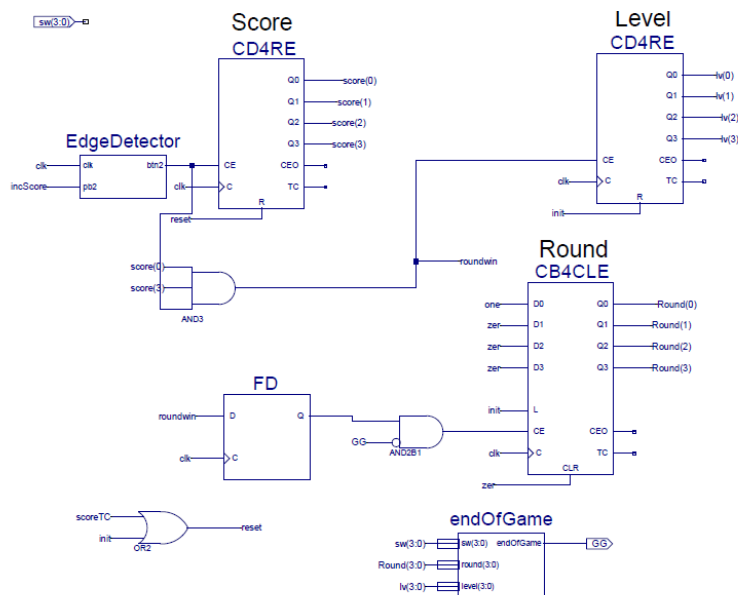 sw(3:0)
Score
CD4RE
Q0
score(0)
Q1
score(1)
Q2
score(2)
Q3
score(3)
CE
CEO
clk
C
TC
R
reset
EdgeDetector
clk
clk
btn2
incScore
pb2
Level
CD4RE
Q0
lv(0)
Q1
lv(1)
Q2
lv(2)
Q3
lv(3)
CE
CEO
clk
C
TC
R
init
score(0)
score(3)
AND3
roundwin
Round
CB4CLE
one
D0
Q0
Round(0)
zer
D1
Q1
Round(1)
zer
D2
Q2
Round(2)
zer
D3
Q3
Round(3)
init
L
CE
CEO
clk
C
TC
CLR
zer
FD
roundwin
D
Q
clk
C
GG
AND2B1
scoreTC
init
OR2
reset
endOfGame
sw(3:0)
sw(3:0)
endOfGame
GG
Round(3:0)
round(3:0)
lv(3:0)
level(3:0)